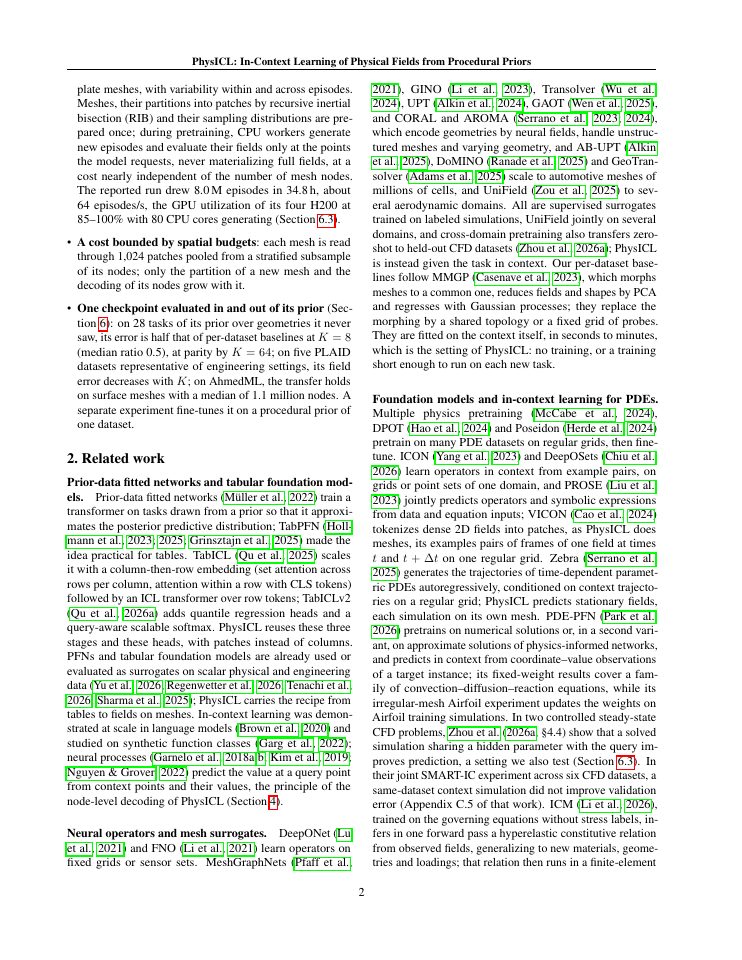 PhysICL: In-Context Learning of Physical Fields from Procedural Priors
plate meshes, with variability within and across episodes.
Meshes, their partitions into patches by recursive inertial
bisection (RIB) and their sampling distributions are pre-
pared once; during pretraining, CPU workers generate
new episodes and evaluate their fields only at the points
the model requests, never materializing full fields, at a
cost nearly independent of the number of mesh nodes.
The reported run drew 8.0 M episodes in 34.8 h, about
64 episodes/s, the GPU utilization of its four H200 at
85–100% with 80 CPU cores generating (Section 6.3).
• A cost bounded by spatial budgets: each mesh is read
through 1,024 patches pooled from a stratified subsample
of its nodes; only the partition of a new mesh and the
decoding of its nodes grow with it.
• One checkpoint evaluated in and out of its prior (Sec-
tion 6): on 28 tasks of its prior over geometries it never
saw, its error is half that of per-dataset baselines at K = 8
(median ratio 0.5), at parity by K = 64; on five PLAID
datasets representative of engineering settings, its field
error decreases with K; on AhmedML, the transfer holds
on surface meshes with a median of 1.1 million nodes. A
separate experiment fine-tunes it on a procedural prior of
one dataset.
2. Related work
Prior-data fitted networks and tabular foundation mod-
els. Prior-data fitted networks (Müller et al., 2022) train a
transformer on tasks drawn from a prior so that it approxi-
mates the posterior predictive distribution; TabPFN (Holl-
mann et al., 2023; 2025; Grinsztajn et al., 2025) made the
idea practical for tables. TabICL (Qu et al., 2025) scales
it with a column-then-row embedding (set attention across
rows per column, attention within a row with CLS tokens)
followed by an ICL transformer over row tokens; TabICLv2
(Qu et al., 2026a) adds quantile regression heads and a
query-aware scalable softmax. PhysICL reuses these three
stages and these heads, with patches instead of columns.
PFNs and tabular foundation models are already used or
evaluated as surrogates on scalar physical and engineering
data (Yu et al., 2026; Regenwetter et al., 2026; Tenachi et al.,
2026; Sharma et al., 2025); PhysICL carries the recipe from
tables to fields on meshes. In-context learning was demon-
strated at scale in language models (Brown et al., 2020) and
studied on synthetic function classes (Garg et al., 2022);
neural processes (Garnelo et al., 2018a;b; Kim et al., 2019;
Nguyen & Grover, 2022) predict the value at a query point
from context points and their values, the principle of the
node-level decoding of PhysICL (Section 4).
Neural operators and mesh surrogates. DeepONet (Lu
et al., 2021) and FNO (Li et al., 2021) learn operators on
fixed grids or sensor sets. MeshGraphNets (Pfaff et al.,
2021), GINO (Li et al., 2023), Transolver (Wu et al.,
2024), UPT (Alkin et al., 2024), GAOT (Wen et al., 2025),
and CORAL and AROMA (Serrano et al., 2023; 2024),
which encode geometries by neural fields, handle unstruc-
tured meshes and varying geometry, and AB-UPT (Alkin
et al., 2025), DoMINO (Ranade et al., 2025) and GeoTran-
solver (Adams et al., 2025) scale to automotive meshes of
millions of cells, and UniField (Zou et al., 2025) to sev-
eral aerodynamic domains. All are supervised surrogates
trained on labeled simulations, UniField jointly on several
domains, and cross-domain pretraining also transfers zero-
shot to held-out CFD datasets (Zhou et al., 2026a); PhysICL
is instead given the task in context. Our per-dataset base-
lines follow MMGP (Casenave et al., 2023), which morphs
meshes to a common one, reduces fields and shapes by PCA
and regresses with Gaussian processes; they replace the
morphing by a shared topology or a fixed grid of probes.
They are fitted on the context itself, in seconds to minutes,
which is the setting of PhysICL: no training, or a training
short enough to run on each new task.
Foundation models and in-context learning for PDEs.
Multiple physics pretraining (McCabe et al., 2024),
DPOT (Hao et al., 2024) and Poseidon (Herde et al., 2024)
pretrain on many PDE datasets on regular grids, then fine-
tune. ICON (Yang et al., 2023) and DeepOSets (Chiu et al.,
2026) learn operators in context from example pairs, on
grids or point sets of one domain, and PROSE (Liu et al.,
2023) jointly predicts operators and symbolic expressions
from data and equation inputs; VICON (Cao et al., 2024)
tokenizes dense 2D fields into patches, as PhysICL does
meshes, its examples pairs of frames of one field at times
t and t + Δt on one regular grid. Zebra (Serrano et al.,
2025) generates the trajectories of time-dependent paramet-
ric PDEs autoregressively, conditioned on context trajecto-
ries on a regular grid; PhysICL predicts stationary fields,
each simulation on its own mesh. PDE-PFN (Park et al.,
2026) pretrains on numerical solutions or, in a second vari-
ant, on approximate solutions of physics-informed networks,
and predicts in context from coordinate–value observations
of a target instance; its fixed-weight results cover a fam-
ily of convection–diffusion–reaction equations, while its
irregular-mesh Airfoil experiment updates the weights on
Airfoil training simulations. In two controlled steady-state
CFD problems, Zhou et al. (2026a, §4.4) show that a solved
simulation sharing a hidden parameter with the query im-
proves prediction, a setting we also test (Section 6.3). In
their joint SMART-IC experiment across six CFD datasets, a
same-dataset context simulation did not improve validation
error (Appendix C.5 of that work). ICM (Li et al., 2026),
trained on the governing equations without stress labels, in-
fers in one forward pass a hyperelastic constitutive relation
from observed fields, generalizing to new materials, geome-
tries and loadings; that relation then runs in a finite-element
2